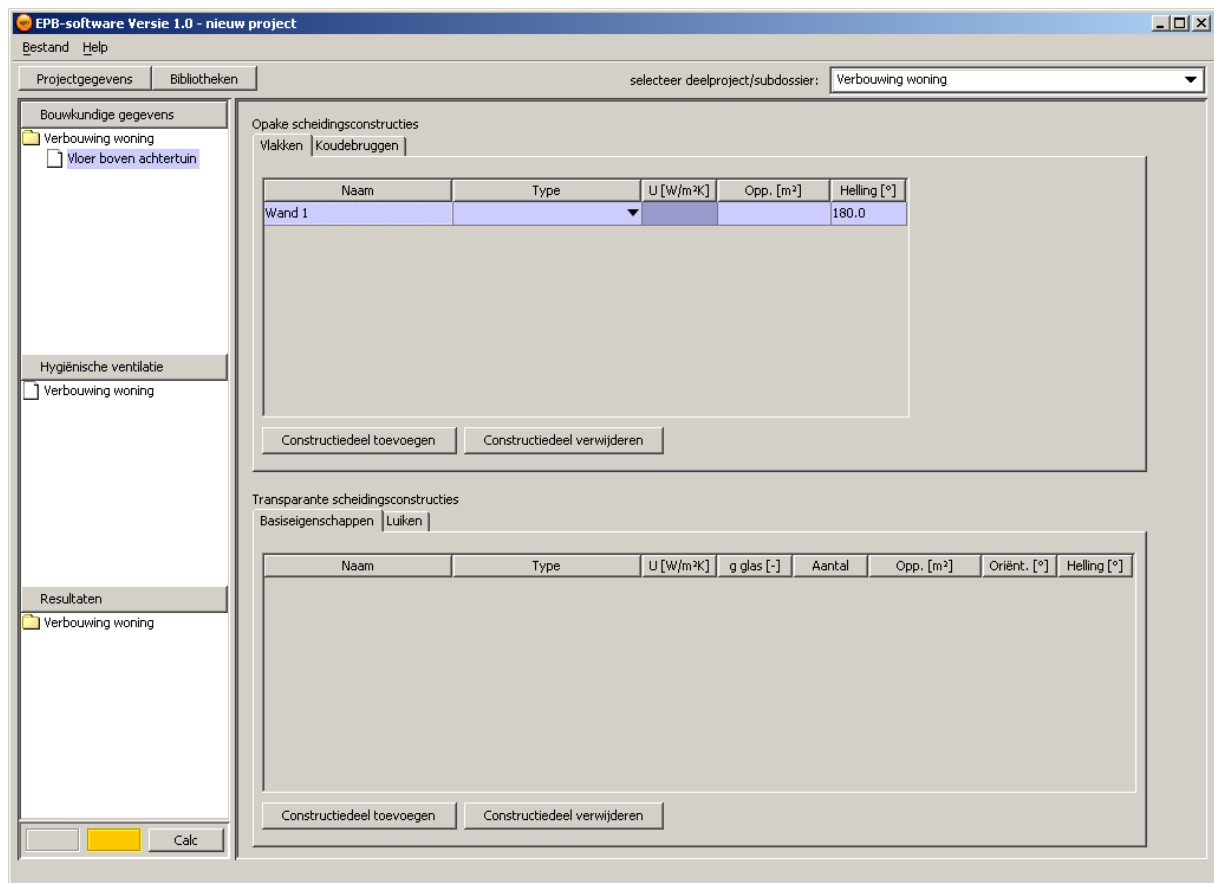 EPB-software Versie 1.0 - nieuw project
Bestand Help
Projectgegevens Bibliotheken selecteer deelproject/subdossier: Verbouwing woning
Bouwkundige gegevens
Verbouwing woning
Vloer boven achtertuin
Hygiënische ventilatie
Verbouwing woning
Resultaten
Verbouwing woning
Calc
Opake scheidingsconstructies
Vlakken Koudebruggen
Naam Type U [W/m²K] Opp. [m²] Helling [°]
Wand 1 180.0
Constructiedeel toevoegen Constructiedeel verwijderen
Transparante scheidingsconstructies
Basiseigenschappen Luiken
Naam Type U [W/m²K] g glas [-] Aantal Opp. [m²] Oriënt. [°] Helling [°]
Constructiedeel toevoegen Constructiedeel verwijderen